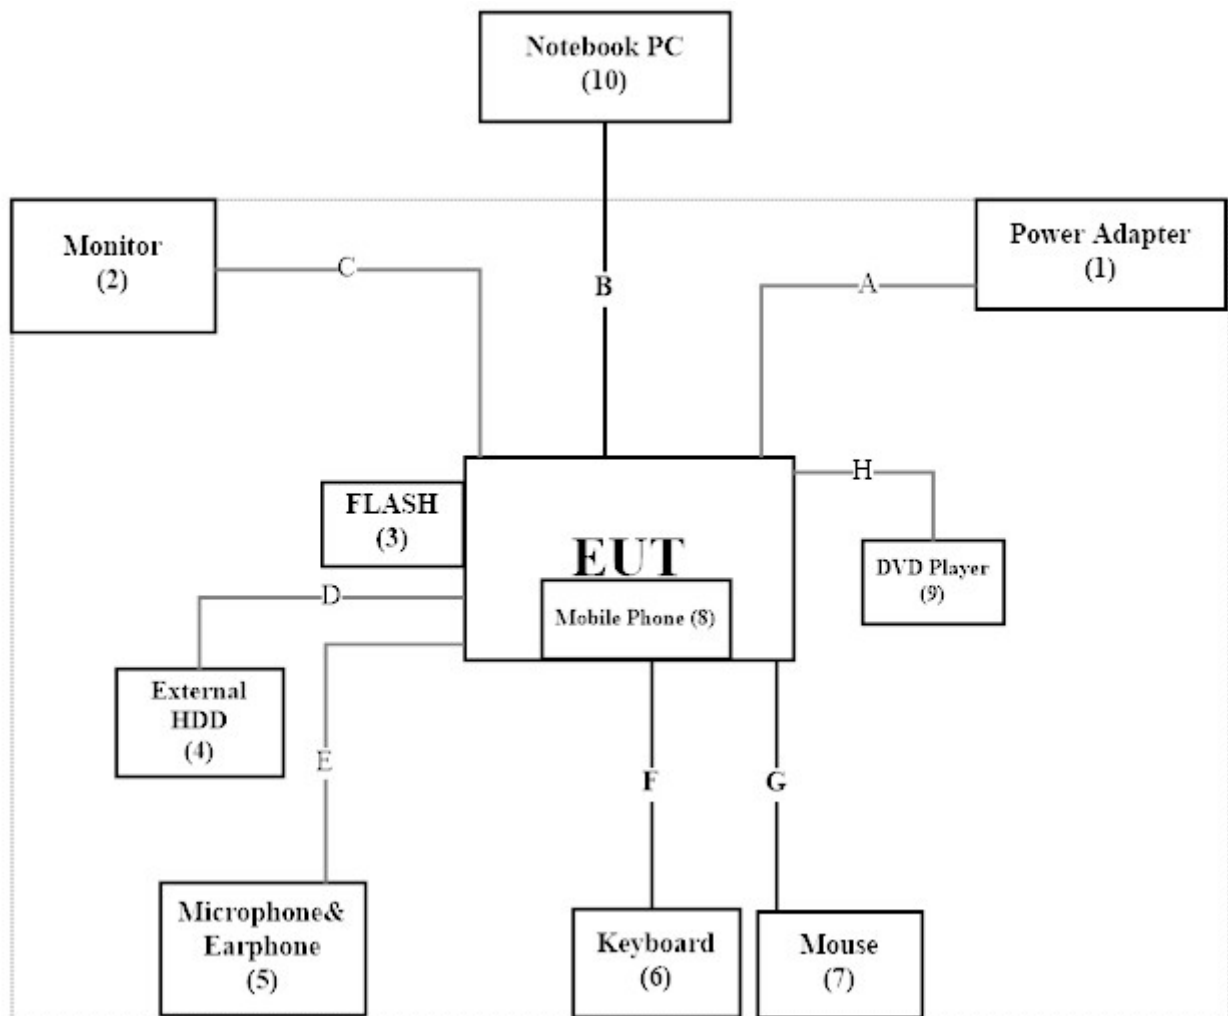 Notebook PC
(10)
Monitor
(2)
Power Adapter
(1)
C
B
A
H
FLASH
(3)
EUT
DVD Player
(9)
Mobile Phone (8)
D
External
HDD
(4)
E
F
G
Microphone&
Earphone
(5)
Keyboard
(6)
Mouse
(7)